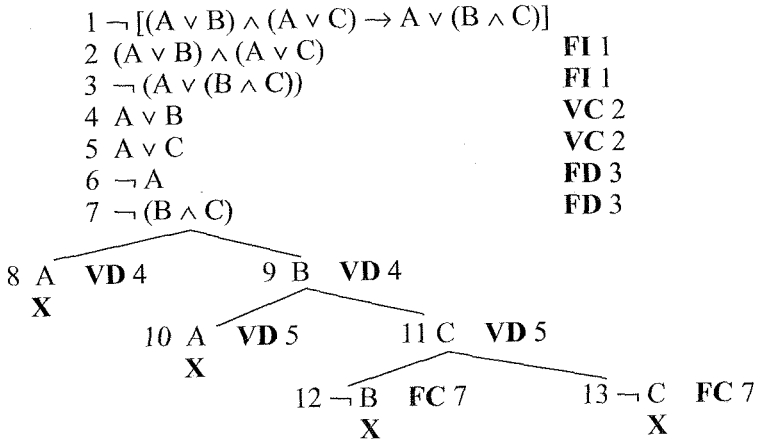 1 ¬ [(A ∨ B) ∧ (A ∨ C) → A ∨ (B ∧ C)]
2 (A ∨ B) ∧ (A ∨ C) FI 1
3 ¬ (A ∨ (B ∧ C)) FI 1
4 A ∨ B VC 2
5 A ∨ C VC 2
6 ¬ A FD 3
7 ¬ (B ∧ C) FD 3
8 A VD 4 9 B VD 4
X
10 A VD 5 11 C VD 5
X
12 ¬ B FC 7 13 ¬ C FC 7
X X